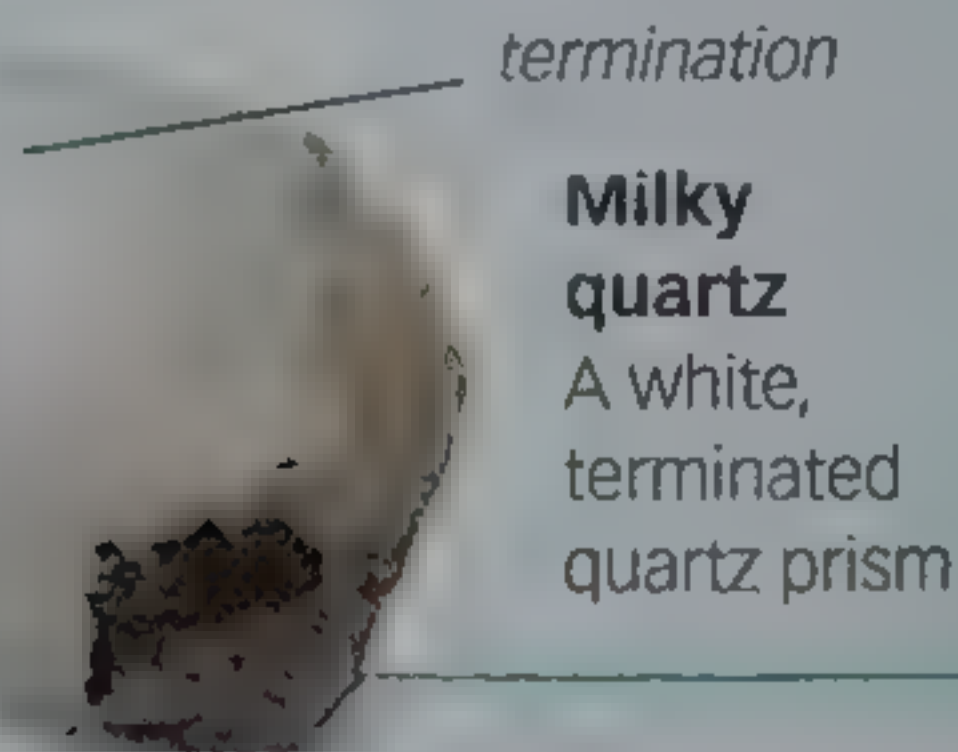 termination
Milky
quartz
A white,
terminated
quartz prism